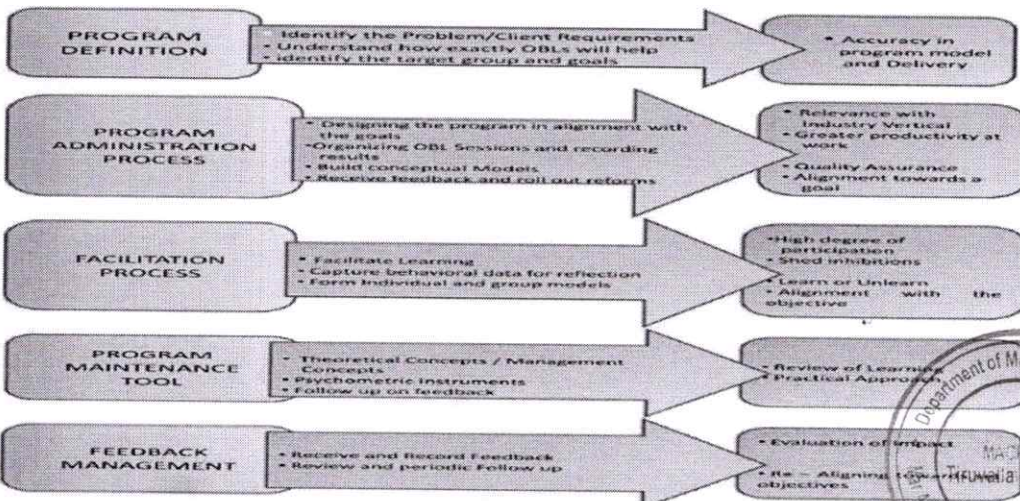 PROGRAM
DEFINITION
• Identify the Problem/Client Requirements
• Understand how exactly OBLs will help
• identify the target group and goals
• Accuracy in
program model
and Delivery
PROGRAM
ADMINISTRATION
PROCESS
• Designing the program in alignment with
the goals
•Organizing OBL Sessions and recording
results
• Build conceptual Models
• Receive feedback and roll out reforms
• Relevance with
Industry Vertical
• Greater productivity at
work
• Quality Assurance
• Alignment towards a
goal
FACILITATION
PROCESS
• Facilitate Learning
• Capture behavioral data for reflection
• Form Individual and group models
•High degree of
participation
• Shed inhibitions
• Learn or Unlearn
• Alignment with the
objective
PROGRAM
MAINTENANCE
TOOL
• Theoretical Concepts / Management
Concepts
• Psychometric Instruments
• Follow up on feedback
• Review of Learning
• Practical Approach
Department of M
FEEDBACK
MANAGEMENT
• Receive and Record Feedback
• Review and periodic Follow up
• Evaluation of Impact
• Re – Aligning towards
objectives
Tiruvalla